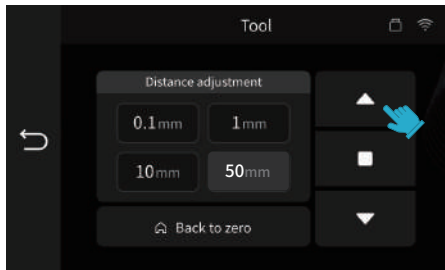 Tool
Distance adjustment
0.1mm 1mm
10mm 50mm
Back to zero